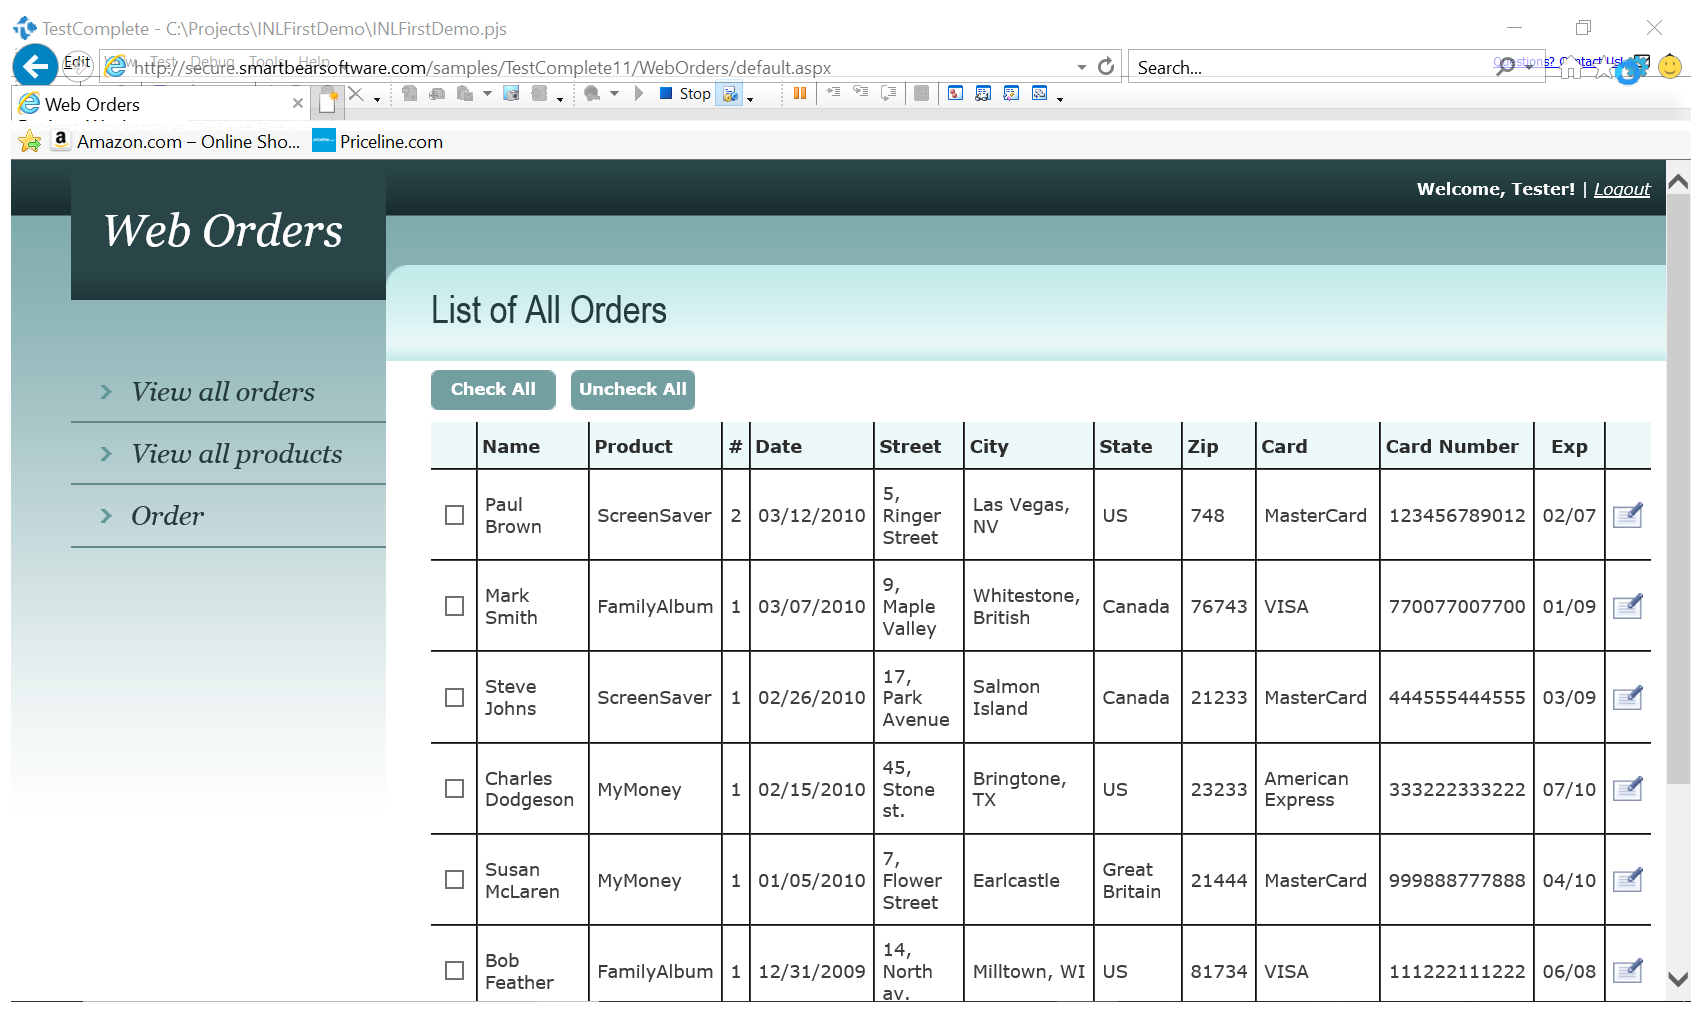 TestComplete - C:\Projects\INLFirstDemo\INLFirstDemo.pjs
Edit View Test Debug Tools Help
http://secure.smartbearsoftware.com/samples/TestComplete11/WebOrders/default.aspx
Search...
Questions? Contact Us!
Web Orders
Stop
Amazon.com – Online Sho...
Priceline.com
Welcome, Tester! | Logout
Web Orders
List of All Orders
View all orders
View all products
Order
Check All Uncheck All
Name Product # Date Street City State Zip Card Card Number Exp
Paul Brown ScreenSaver 2 03/12/2010 5, Ringer Street Las Vegas, NV US 748 MasterCard 123456789012 02/07
Mark Smith FamilyAlbum 1 03/07/2010 9, Maple Valley Whitestone, British Canada 76743 VISA 770077007700 01/09
Steve Johns ScreenSaver 1 02/26/2010 17, Park Avenue Salmon Island Canada 21233 MasterCard 444555444555 03/09
Charles Dodgeson MyMoney 1 02/15/2010 45, Stone st. Bringtone, TX US 23233 American Express 333222333222 07/10
Susan McLaren MyMoney 1 01/05/2010 7, Flower Street Earlcastle Great Britain 21444 MasterCard 999888777888 04/10
Bob Feather FamilyAlbum 1 12/31/2009 14, North av. Milltown, WI US 81734 VISA 111222111222 06/08